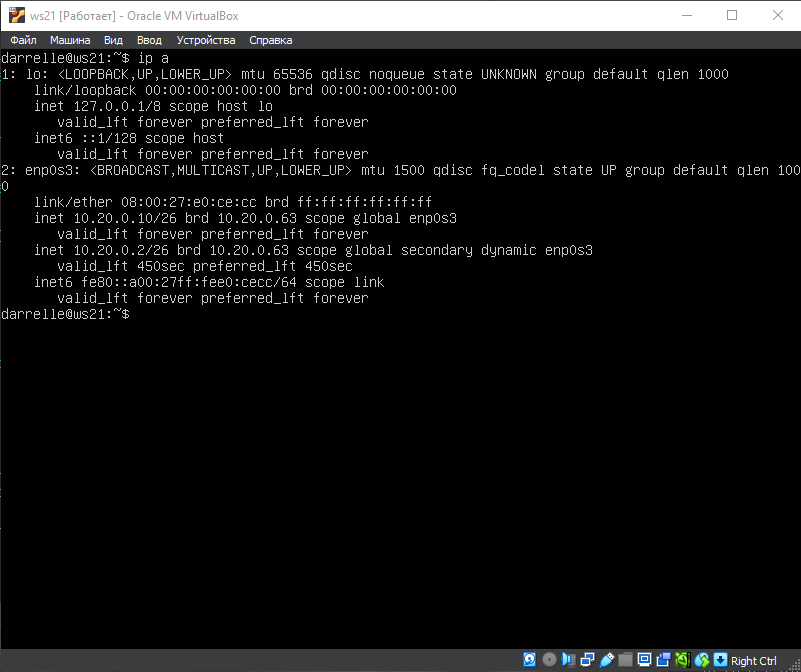 ws21 [Работает] - Oracle VM VirtualBox
Файл Машина Вид Ввод Устройства Справка
darrelle@ws21:~$ ip a
1: lo: <LOOPBACK,UP,LOWER_UP> mtu 65536 qdisc noqueue state UNKNOWN group default qlen 1000
    link/loopback 00:00:00:00:00:00 brd 00:00:00:00:00:00
    inet 127.0.0.1/8 scope host lo
       valid_lft forever preferred_lft forever
    inet6 ::1/128 scope host
       valid_lft forever preferred_lft forever
2: enp0s3: <BROADCAST,MULTICAST,UP,LOWER_UP> mtu 1500 qdisc fq_codel state UP group default qlen 100
0
    link/ether 08:00:27:e0:ce:cc brd ff:ff:ff:ff:ff:ff
    inet 10.20.0.10/26 brd 10.20.0.63 scope global enp0s3
       valid_lft forever preferred_lft forever
    inet 10.20.0.2/26 brd 10.20.0.63 scope global secondary dynamic enp0s3
       valid_lft 450sec preferred_lft 450sec
    inet6 fe80::a00:27ff:fee0:cecc/64 scope link
       valid_lft forever preferred_lft forever
darrelle@ws21:~$
Right Ctrl